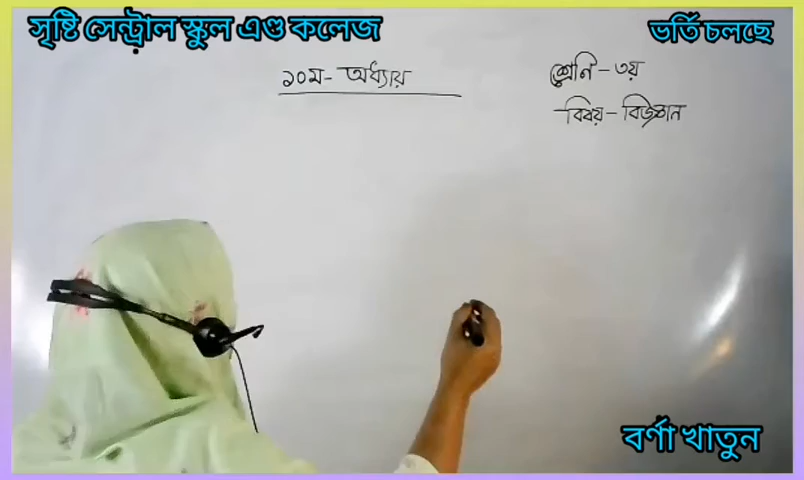 সৃষ্টি সেন্ট্রাল স্কুল এণ্ড কলেজ
ভর্তি চলছে
১০ম- অধ্যায়
শ্রেনি - ৩য়
বিষয় - বিজ্ঞান
বর্ণা খাতুন